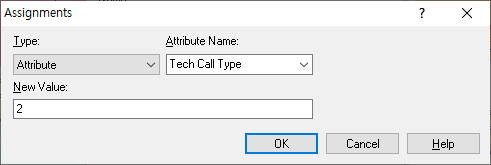 Assignments
Type: Attribute Name:
Attribute Tech Call Type
New Value:
2
OK Cancel Help